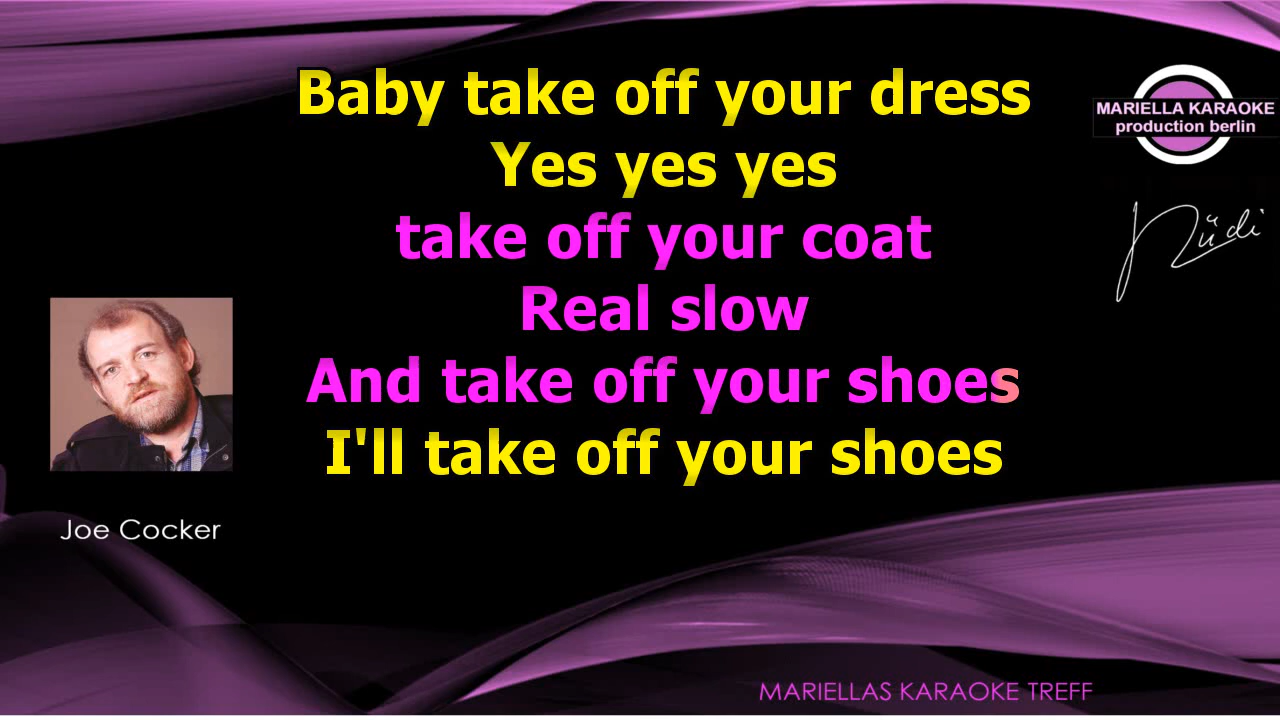 Baby take off your dress
Yes yes yes
take off your coat
Real slow
And take off your shoes
I'll take off your shoes
MARIELLA KARAOKE
production berlin
Rüdi
Joe Cocker
MARIELLAS KARAOKE TREFF